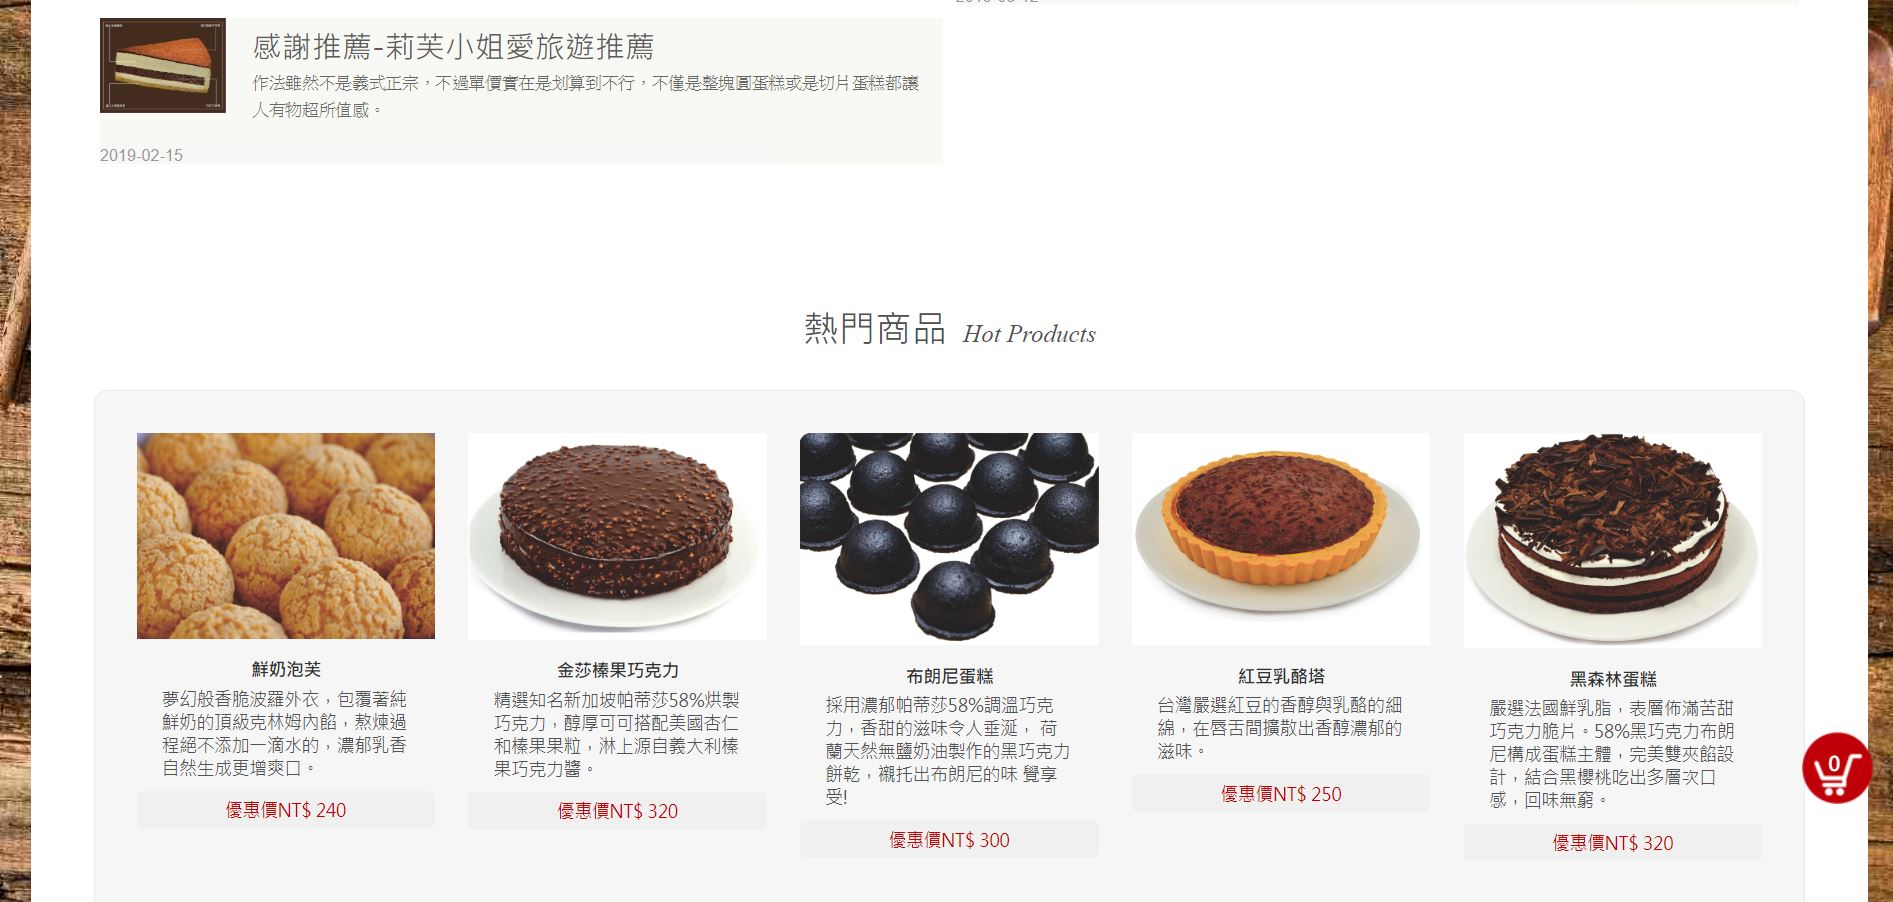 感謝推薦-莉芙小姐愛旅遊推薦
作法雖然不是義式正宗，不過單價實在是划算到不行，不僅是整塊圓蛋糕或是切片蛋糕都讓
人有物超所值感。
2019-02-15
熱門商品 Hot Products
鮮奶泡芙
夢幻般香脆波羅外衣，包覆著純
鮮奶的頂級克林姆內餡，熬煉過
程絕不添加一滴水的，濃郁乳香
自然生成更增爽口。
優惠價NT$ 240
金莎榛果巧克力
精選知名新加坡帕蒂莎58%烘製
巧克力，醇厚可可搭配美國杏仁
和榛果果粒，淋上源自義大利榛
果巧克力醬。
優惠價NT$ 320
布朗尼蛋糕
採用濃郁帕蒂莎58%調溫巧克
力，香甜的滋味令人垂涎， 荷
蘭天然無鹽奶油製作的黑巧克力
餅乾，襯托出布朗尼的味 覺享
受!
優惠價NT$ 300
紅豆乳酪塔
台灣嚴選紅豆的香醇與乳酪的細
綿，在唇舌間擴散出香醇濃郁的
滋味。
優惠價NT$ 250
黑森林蛋糕
嚴選法國鮮乳脂，表層佈滿苦甜
巧克力脆片。58%黑巧克力布朗
尼構成蛋糕主體，完美雙夾餡設
計，結合黑櫻桃吃出多層次口
感，回味無窮。
優惠價NT$ 320
0